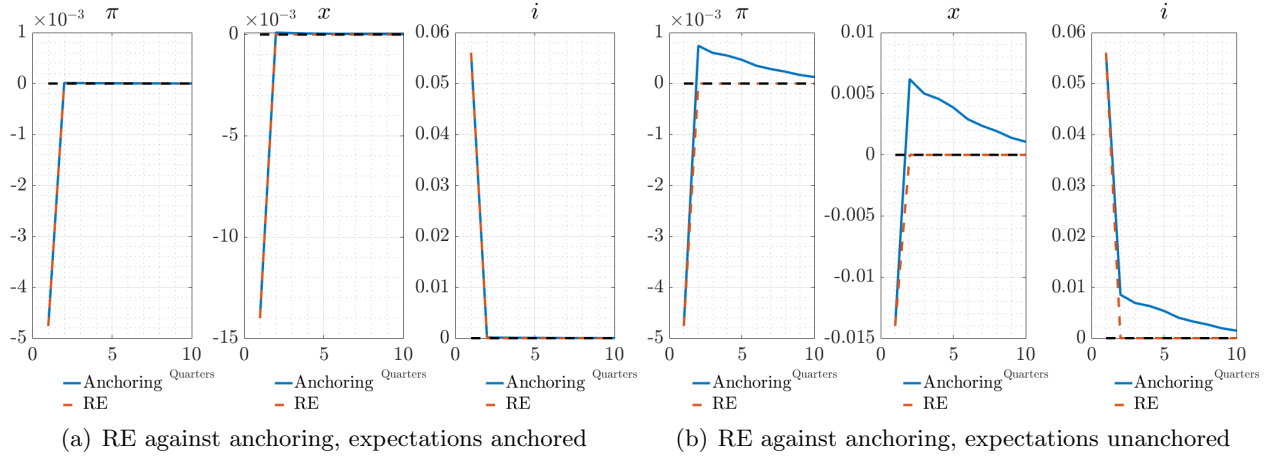 ×10⁻³ π
1
0
-1
-2
-3
-4
-5
0 5 10
Anchoring
RE
×10⁻³ x
0
-5
-10
-15
0 5 10
Anchoring
RE
i
0.06
0.05
0.04
0.03
0.02
0.01
0
0 5 10
Quarters
Anchoring
RE
(a) RE against anchoring, expectations anchored
×10⁻³ π
1
0
1
-2
-3
-4
-5
0 5 10
Anchoring
RE
x
0.01
0.005
0
-0.005
-0.01
-0.015
0 5 10
Anchoring
RE
i
0.06
0.05
0.04
0.03
0.02
0.01
0
0 5 10
Quarters
Anchoring
RE
(b) RE against anchoring, expectations unanchored